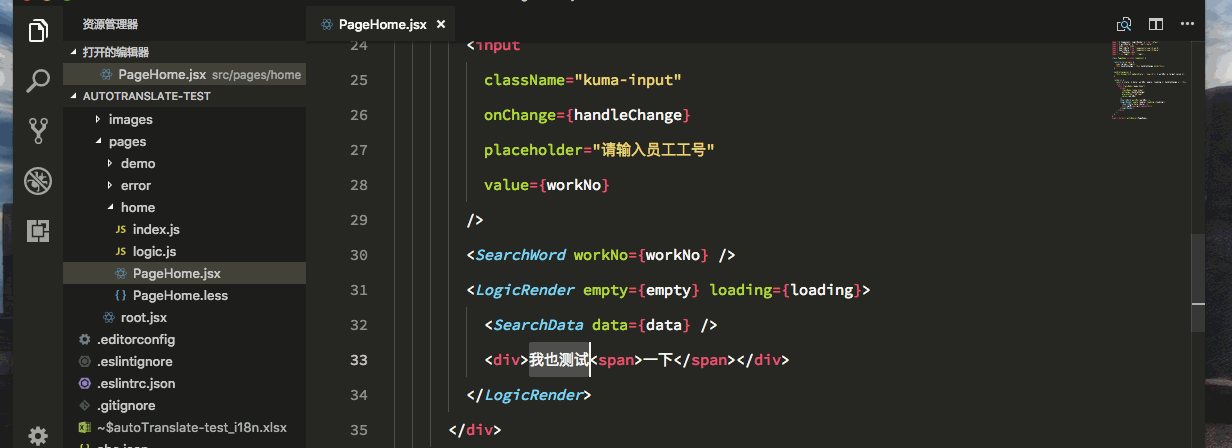 资源管理器
打开的编辑器
PageHome.jsx src/pages/home
AUTOTRANSLATE-TEST
images
pages
demo
error
home
JS index.js
JS logic.js
PageHome.jsx
{} PageHome.less
root.jsx
.editorconfig
.eslintignore
.eslintrc.json
.gitignore
~$autoTranslate-test_i18n.xlsx
PageHome.jsx ×
24 <input
25 className="kuma-input"
26 onChange={handleChange}
27 placeholder="请输入员工工号"
28 value={workNo}
29 />
30 <SearchWord workNo={workNo} />
31 <LogicRender empty={empty} loading={loading}>
32 <SearchData data={data} />
33 <div>我也测试<span>一下</span></div>
34 </LogicRender>
35 </div>